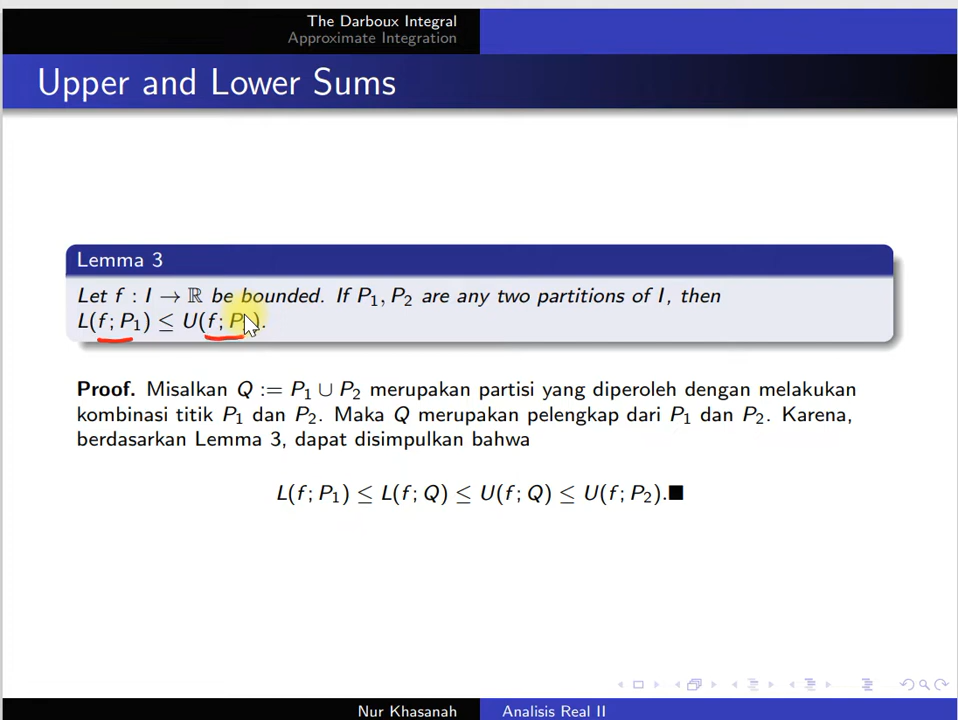 The Darboux Integral
Approximate Integration
Upper and Lower Sums
Lemma 3
Let f : I → ℝ be bounded. If P₁, P₂ are any two partitions of I, then
L(f; P₁) ≤ U(f; P).
Proof. Misalkan Q := P₁ ∪ P₂ merupakan partisi yang diperoleh dengan melakukan
kombinasi titik P₁ dan P₂. Maka Q merupakan pelengkap dari P₁ dan P₂. Karena,
berdasarkan Lemma 3, dapat disimpulkan bahwa
L(f; P₁) ≤ L(f; Q) ≤ U(f; Q) ≤ U(f; P₂).■
Nur Khasanah
Analisis Real II